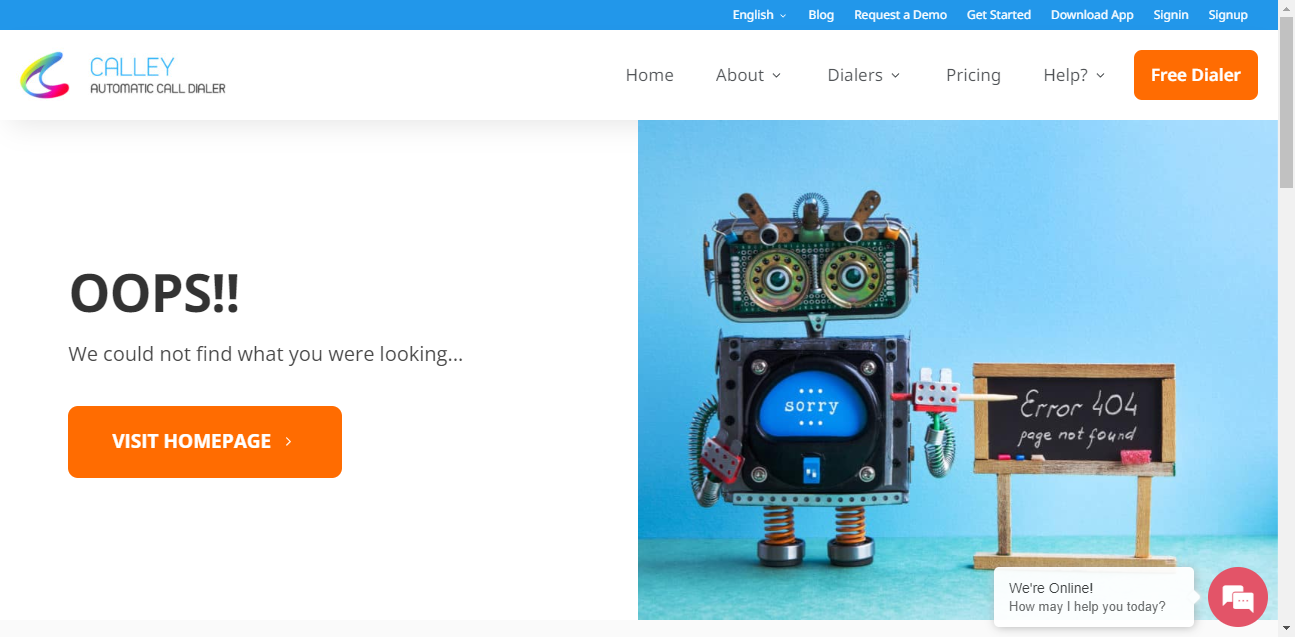 English
Blog
Request a Demo
Get Started
Download App
Signin
Signup
CALLEY
AUTOMATIC CALL DIALER
Home
About
Dialers
Pricing
Help?
Free Dialer
OOPS!!
We could not find what you were looking...
VISIT HOMEPAGE
sorry
Error 404
page not found
We're Online!
How may I help you today?